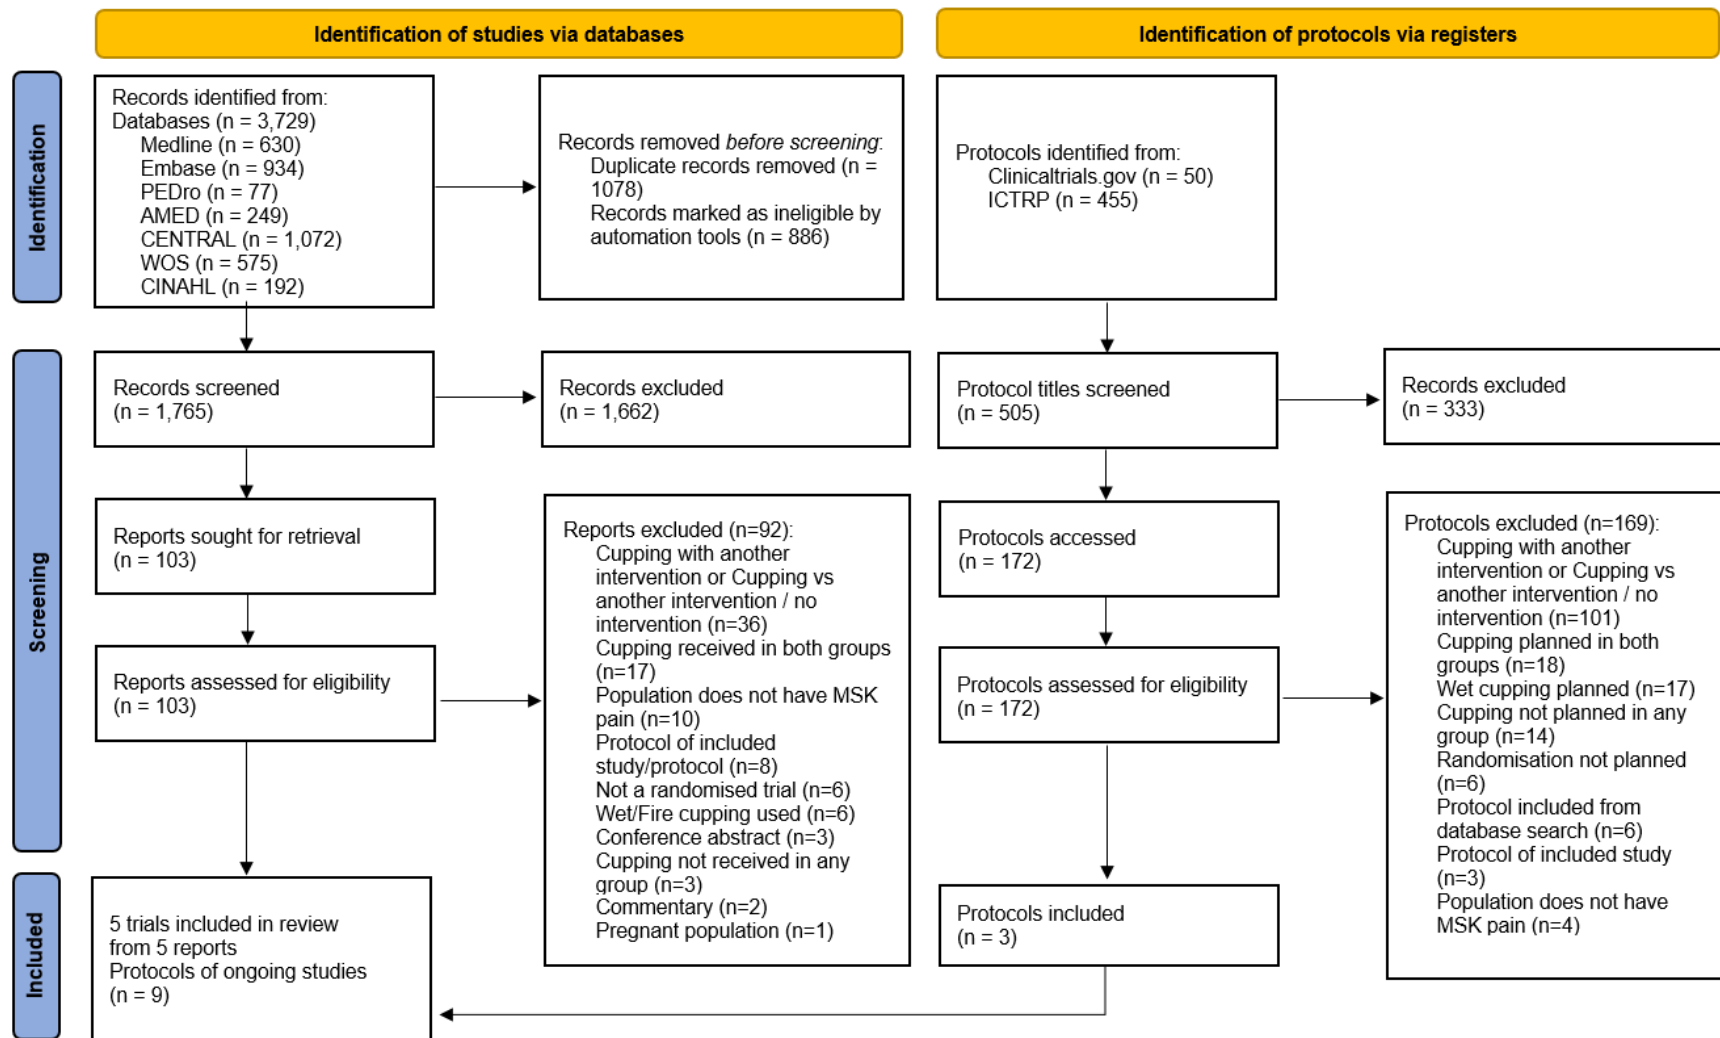 Identification of studies via databases
Identification of protocols via registers
Identification
Records identified from:
Databases (n = 3,729)
Medline (n = 630)
Embase (n = 934)
PEDro (n = 77)
AMED (n = 249)
CENTRAL (n = 1,072)
WOS (n = 575)
CINAHL (n = 192)
Records removed before screening:
Duplicate records removed (n =
1078)
Records marked as ineligible by
automation tools (n = 886)
Protocols identified from:
Clinicaltrials.gov (n = 50)
ICTRP (n = 455)
Screening
Records screened
(n = 1,765)
Records excluded
(n = 1,662)
Protocol titles screened
(n = 505)
Records excluded
(n = 333)
Reports sought for retrieval
(n = 103)
Reports assessed for eligibility
(n = 103)
Reports excluded (n=92):
Cupping with another
intervention or Cupping vs
another intervention / no
intervention (n=36)
Cupping received in both groups
(n=17)
Population does not have MSK
pain (n=10)
Protocol of included
study/protocol (n=8)
Not a randomised trial (n=6)
Wet/Fire cupping used (n=6)
Conference abstract (n=3)
Cupping not received in any
group (n=3)
Commentary (n=2)
Pregnant population (n=1)
Protocols accessed
(n = 172)
Protocols assessed for eligibility
(n = 172)
Protocols excluded (n=169):
Cupping with another
intervention or Cupping vs
another intervention / no
intervention (n=101)
Cupping planned in both
groups (n=18)
Wet cupping planned (n=17)
Cupping not planned in any
group (n=14)
Randomisation not planned
(n=6)
Protocol included from
database search (n=6)
Protocol of included study
(n=3)
Population does not have
MSK pain (n=4)
Included
5 trials included in review
from 5 reports
Protocols of ongoing studies
(n = 9)
Protocols included
(n = 3)